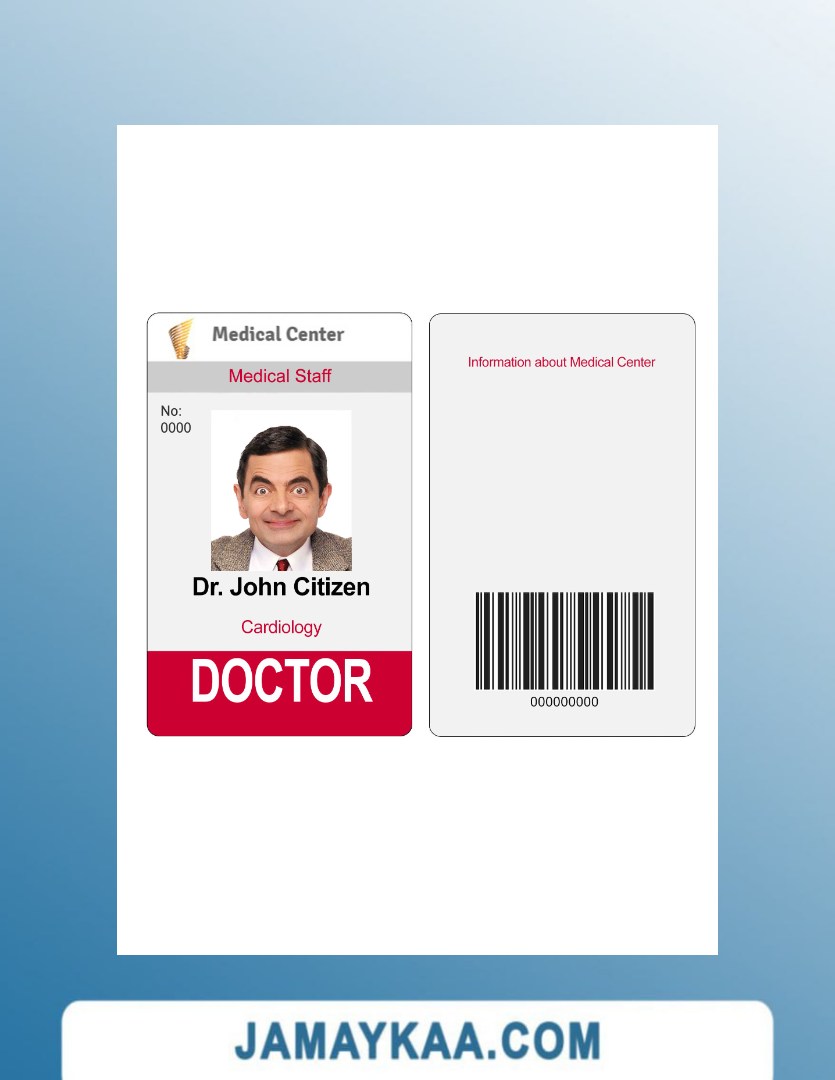 Medical Center
Medical Staff
No:
0000
Dr. John Citizen
Cardiology
DOCTOR
Information about Medical Center
000000000
JAMAYKAA.COM